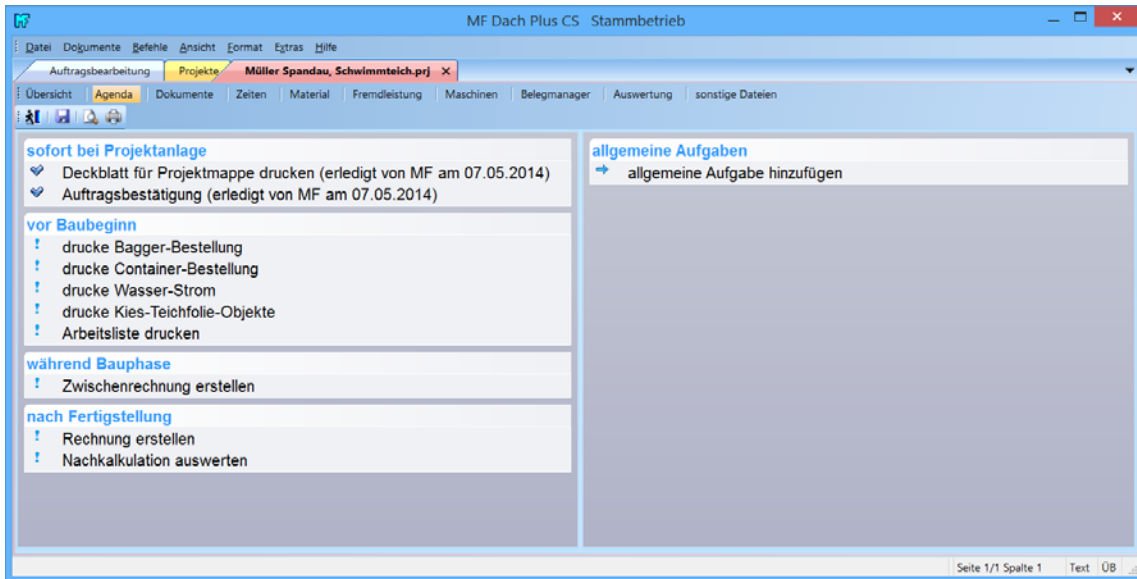 MF Dach Plus CS   Stammbetrieb
Datei Dokumente Befehle Ansicht Format Extras Hilfe
Auftragsbearbeitung Projekte Müller Spandau, Schwimmteich.prj
Übersicht Agenda Dokumente Zeiten Material Fremdleistung Maschinen Belegmanager Auswertung sonstige Dateien
sofort bei Projektanlage
Deckblatt für Projektmappe drucken (erledigt von MF am 07.05.2014)
Auftragsbestätigung (erledigt von MF am 07.05.2014)
vor Baubeginn
! drucke Bagger-Bestellung
! drucke Container-Bestellung
! drucke Wasser-Strom
! drucke Kies-Teichfolie-Objekte
! Arbeitsliste drucken
während Bauphase
! Zwischenrechnung erstellen
nach Fertigstellung
! Rechnung erstellen
! Nachkalkulation auswerten
allgemeine Aufgaben
allgemeine Aufgabe hinzufügen
Seite 1/1 Spalte 1 Text ÜB